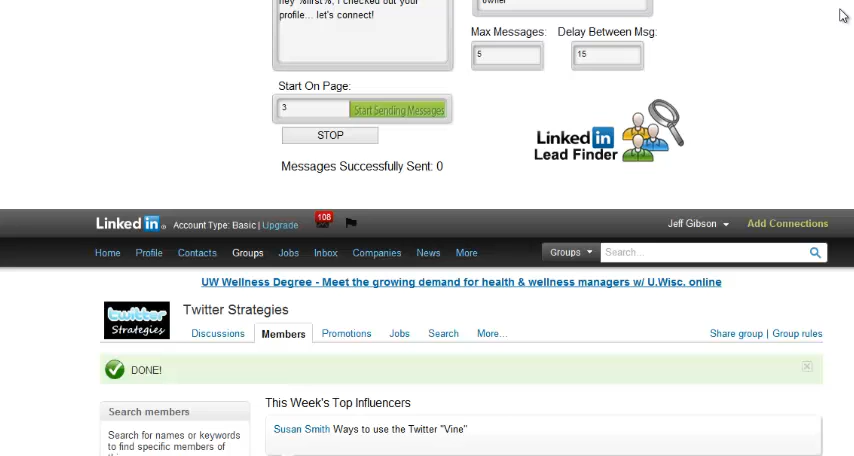 hey %first%, I checked out your
profile... let's connect!
owner
Max Messages:
Delay Between Msg:
5
15
Start On Page:
3
Start Sending Messages
STOP
Messages Successfully Sent: 0
Linked in
Lead Finder
Linked in® Account Type: Basic | Upgrade
108
Jeff Gibson
Add Connections
Home Profile Contacts Groups Jobs Inbox Companies News More
Groups
Search...
UW Wellness Degree - Meet the growing demand for health & wellness managers w/ U.Wisc. online
twitter
Strategies
Twitter Strategies
Discussions Members Promotions Jobs Search More...
Share group | Group rules
DONE!
Search members
This Week's Top Influencers
Search for names or keywords
to find specific members of
Susan Smith Ways to use the Twitter "Vine"